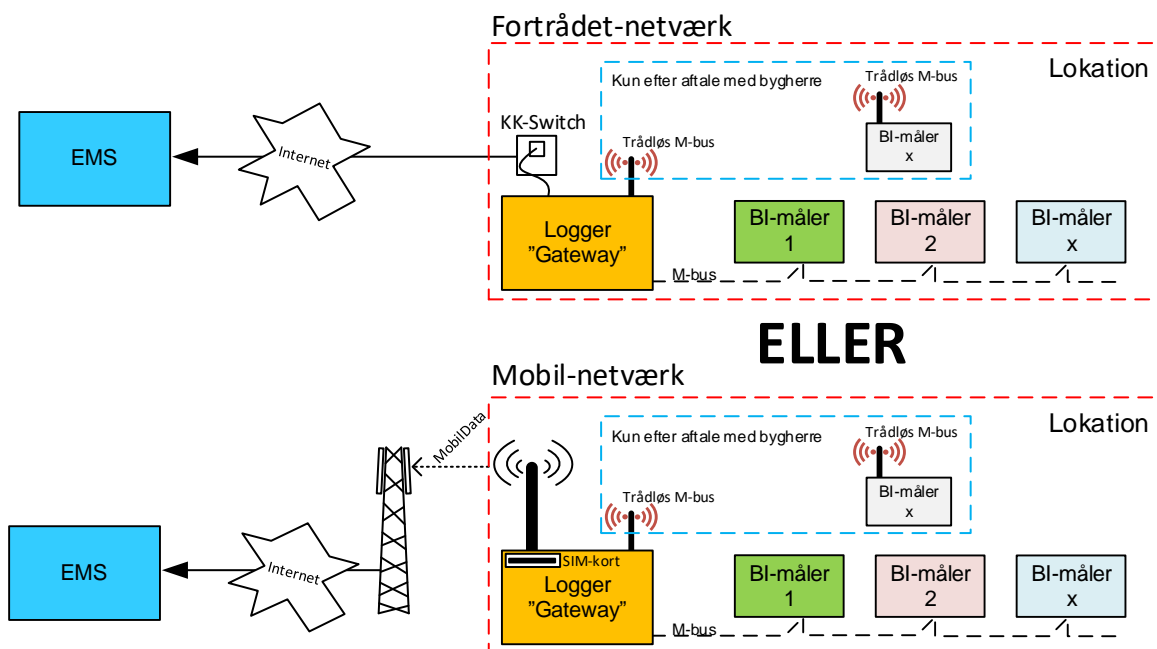 Fortrådet-netværk
Lokation
Kun efter aftale med bygherre
Trådløs M-bus
KK-Switch
BI-måler
x
EMS
Internet
Trådløs M-bus
Logger
"Gateway"
BI-måler
1
BI-måler
2
BI-måler
x
M-bus
ELLER
Mobil-netværk
Lokation
MobilData
Kun efter aftale med bygherre
Trådløs M-bus
BI-måler
x
Trådløs M-bus
EMS
Internet
SIM-kort
Logger
"Gateway"
BI-måler
1
BI-måler
2
BI-måler
x
M-bus